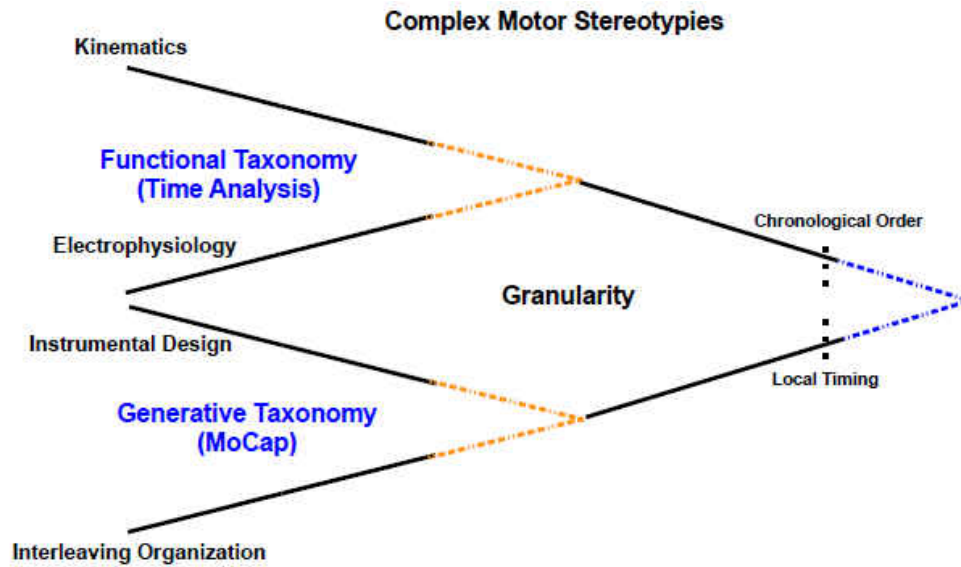 Complex Motor Stereotypies
Kinematics
Functional Taxonomy
(Time Analysis)
Chronological Order
Electrophysiology
Granularity
Instrumental Design
Local Timing
Generative Taxonomy
(MoCap)
Interleaving Organization